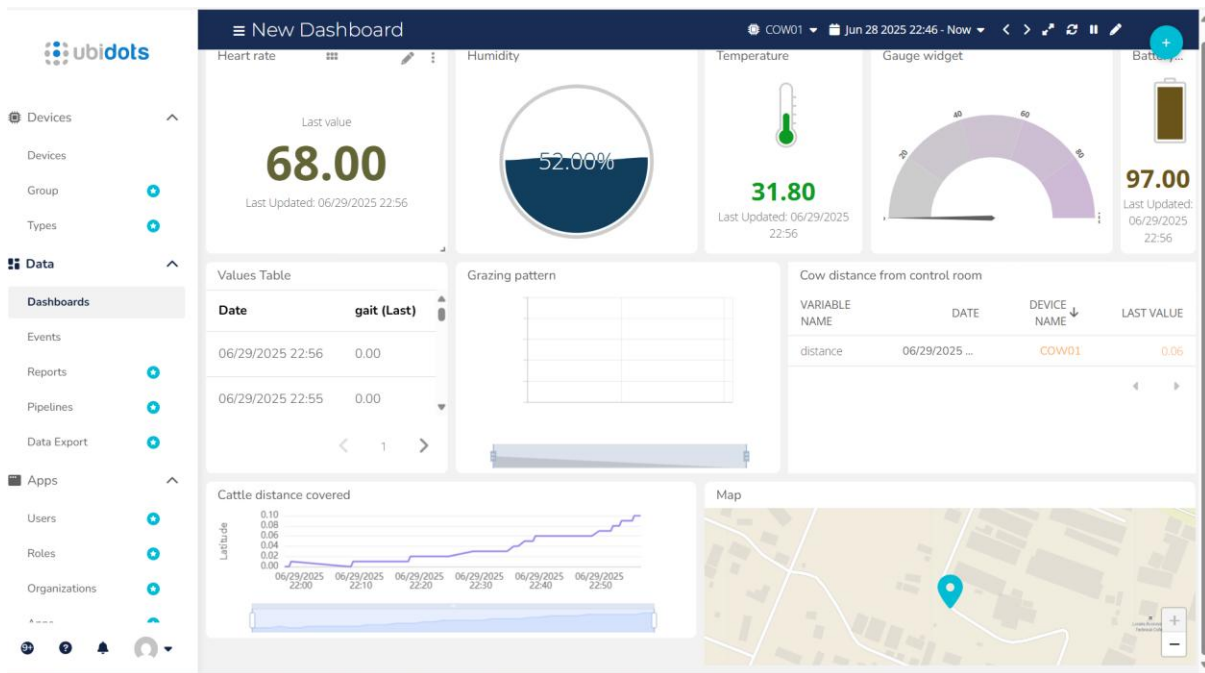 ubidots
Devices
Devices
Group
Types
Data
Dashboards
Events
Reports
Pipelines
Data Export
Apps
Users
Roles
Organizations
9+
?
≡ New Dashboard
COW01
Jun 28 2025 22:46 - Now
+
Heart rate
Last value
68.00
Last Updated: 06/29/2025 22:56
Humidity
52.00%
Temperature
31.80
Last Updated: 06/29/2025
22:56
Gauge widget
20
40
60
80
Battery...
97.00
Last Updated:
06/29/2025
22:56
Values Table
Date gait (Last)
06/29/2025 22:56 0.00
06/29/2025 22:55 0.00
1
Grazing pattern
Cow distance from control room
VARIABLE NAME DATE DEVICE NAME LAST VALUE
distance 06/29/2025 ... COW01 0.06
Cattle distance covered
Latitude
0.10
0.08
0.06
0.04
0.02
0.00
06/29/2025 06/29/2025 06/29/2025 06/29/2025 06/29/2025 06/29/2025
22:00 22:10 22:20 22:30 22:40 22:50
Map
+
−